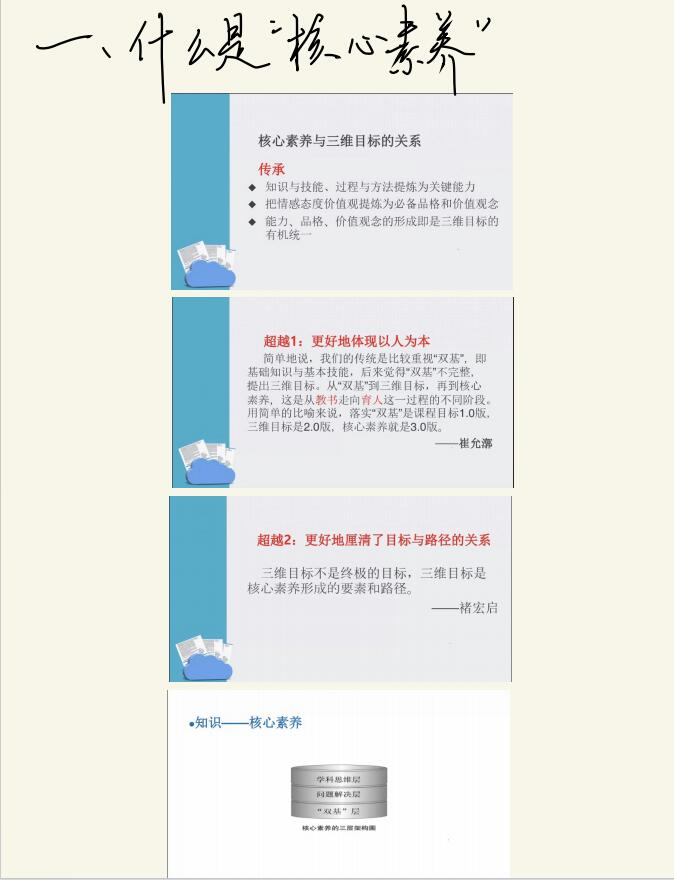 一、什么是“核心素养”
核心素养与三维目标的关系
传承
◆ 知识与技能、过程与方法提炼为关键能力
◆ 把情感态度价值观提炼为必备品格和价值观念
◆ 能力、品格、价值观念的形成即是三维目标的
有机统一
超越1：更好地体现以人为本
简单地说，我们的传统是比较重视“双基”，即
基础知识与基本技能，后来觉得“双基”不完整，
提出三维目标。从“双基”到三维目标，再到核心
素养，这是从教书走向育人这一过程的不同阶段。
用简单的比喻来说，落实“双基”是课程目标1.0版，
三维目标是2.0版，核心素养就是3.0版。
——崔允漷
超越2：更好地厘清了目标与路径的关系
三维目标不是终极的目标，三维目标是
核心素养形成的要素和路径。
——褚宏启
●知识——核心素养
学科思维层
问题解决层
“双基”层
核心素养的三层架构图